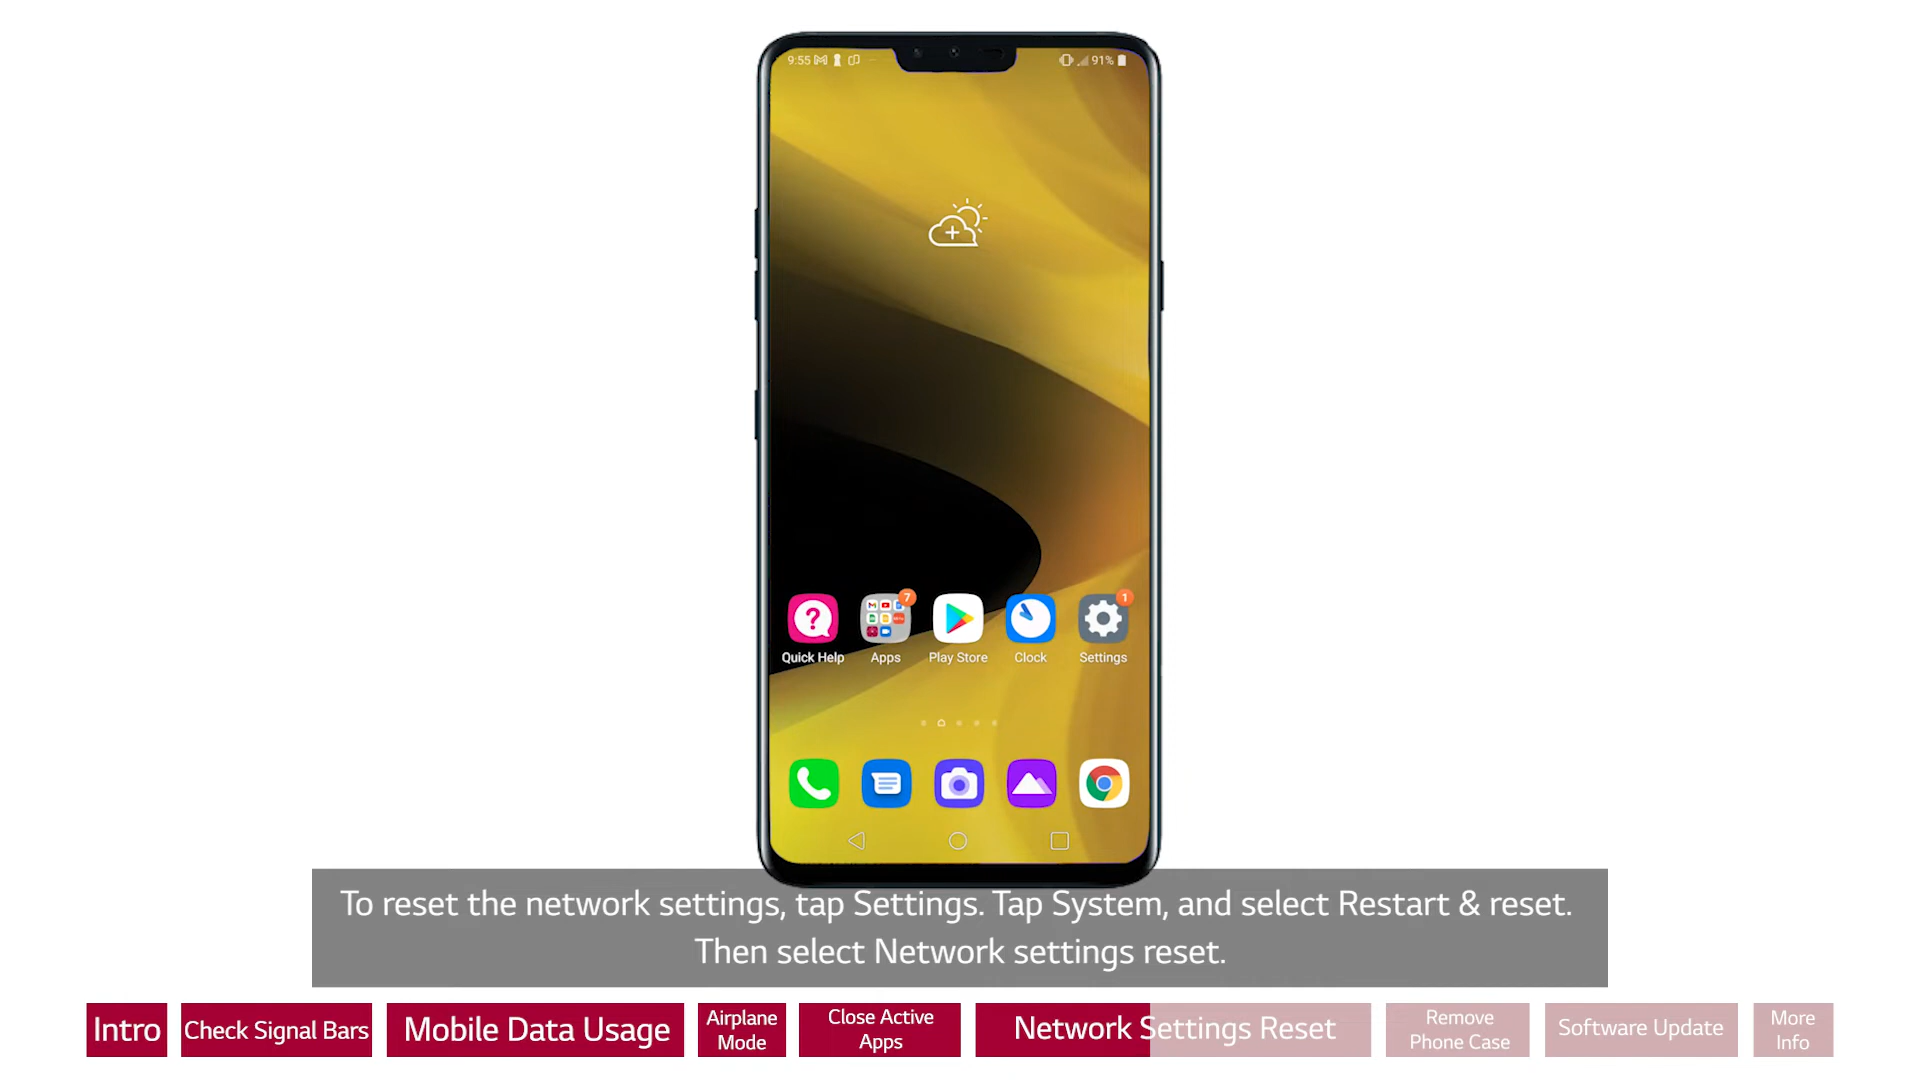 9:55
91%
7
1
Quick Help
Apps
Play Store
Clock
Settings
To reset the network settings, tap Settings. Tap System, and select Restart & reset.
Then select Network settings reset.
Intro
Check Signal Bars
Mobile Data Usage
Airplane
Mode
Close Active
Apps
Network Settings Reset
Remove
Phone Case
Software Update
More
Info